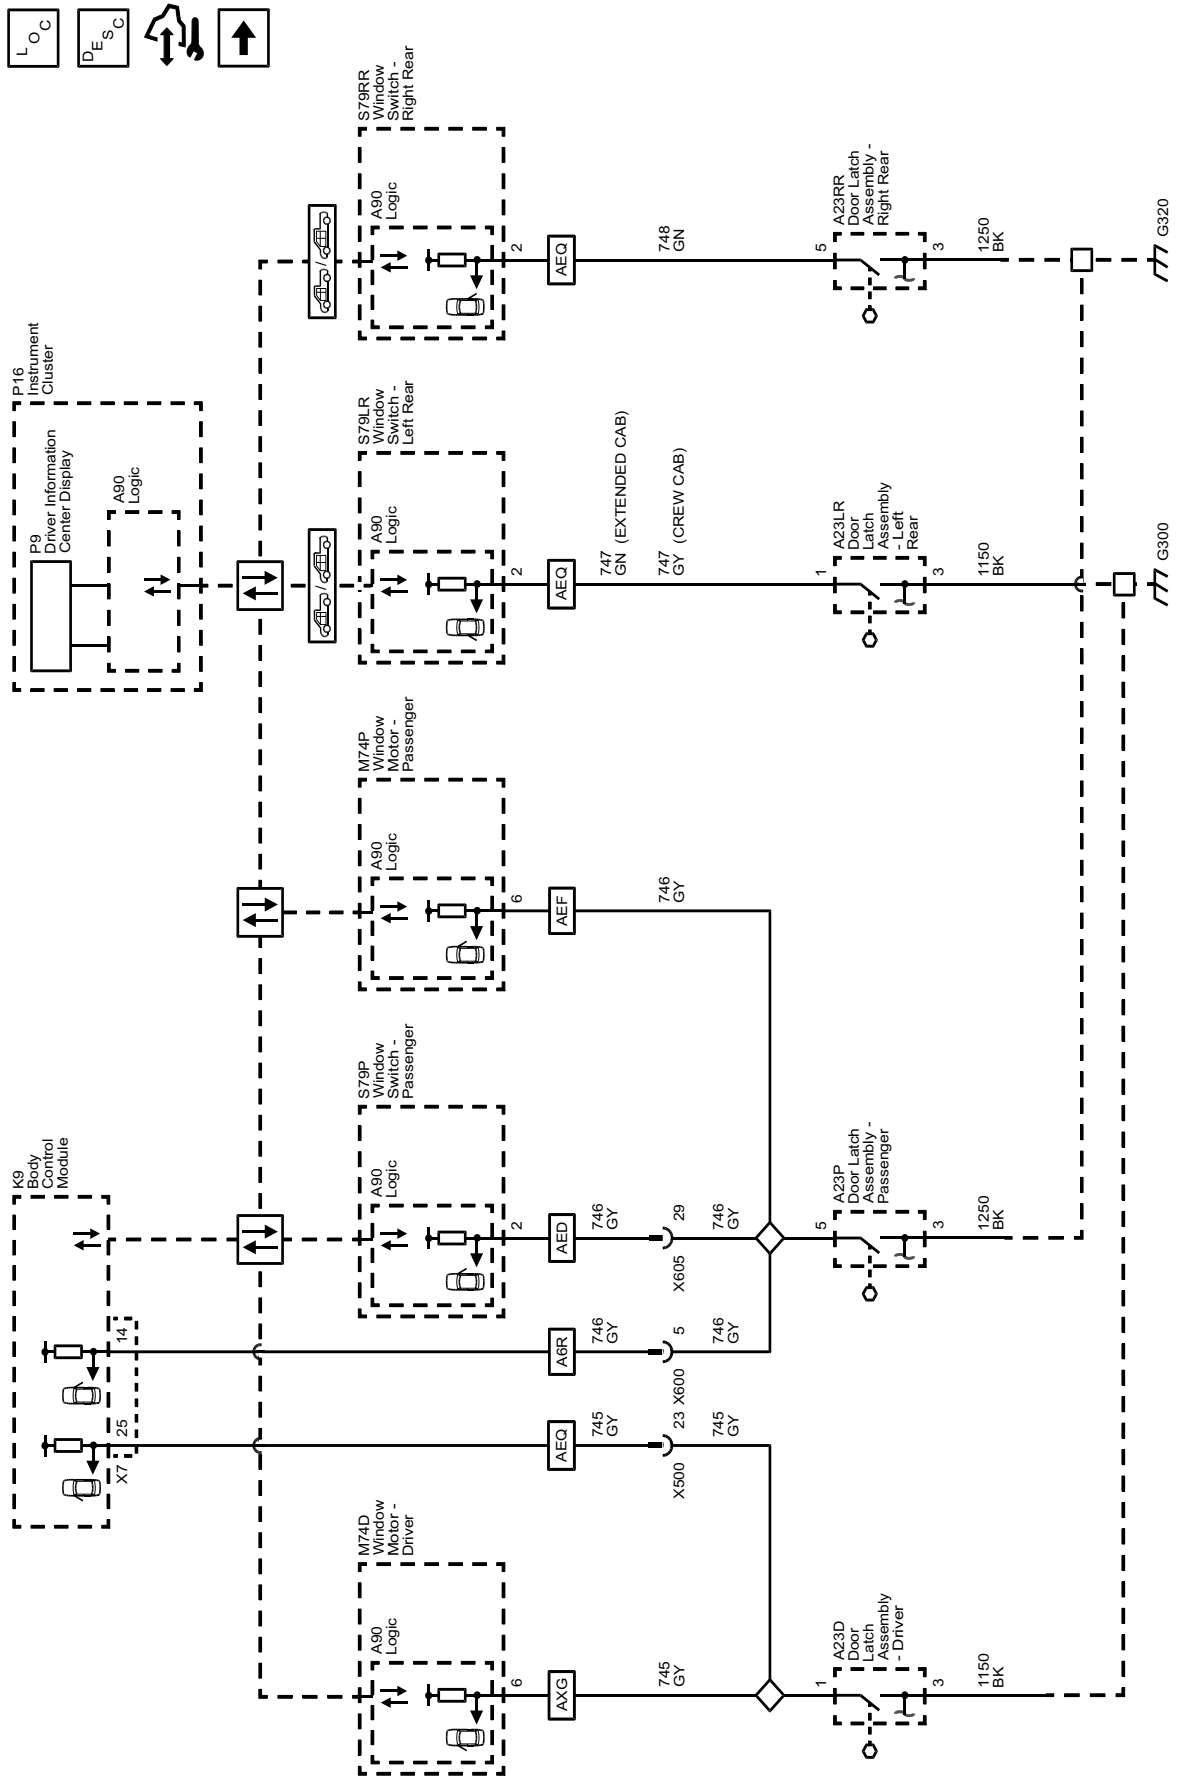 L O C
D E S C
K9
Body
Control
Module
X7
25
14
P16
Instrument
Cluster
P9
Driver Information
Center Display
A90
Logic
M74D
Window
Motor -
Driver
A90
Logic
6
S79P
Window
Switch -
Passenger
A90
Logic
2
M74P
Window
Motor -
Passenger
A90
Logic
6
S79LR
Window
Switch -
Left Rear
A90
Logic
2
S79RR
Window
Switch -
Right Rear
A90
Logic
2
/
/
AXG
AEQ
A6R
AED
AEF
AEQ
AEQ
745
GY
745
GY
X500
23
745
GY
746
GY
X600
5
746
GY
746
GY
X605
29
746
GY
746
GY
747
GN (EXTENDED CAB)
747
GY (CREW CAB)
748
GN
A23D
Door
Latch
Assembly
- Driver
1
3
1150
BK
A23P
Door Latch
Assembly -
Passenger
5
3
1250
BK
A23LR
Door
Latch
Assembly
- Left
Rear
1
3
1150
BK
A23RR
Door Latch
Assembly -
Right Rear
5
3
1250
BK
G300
G320